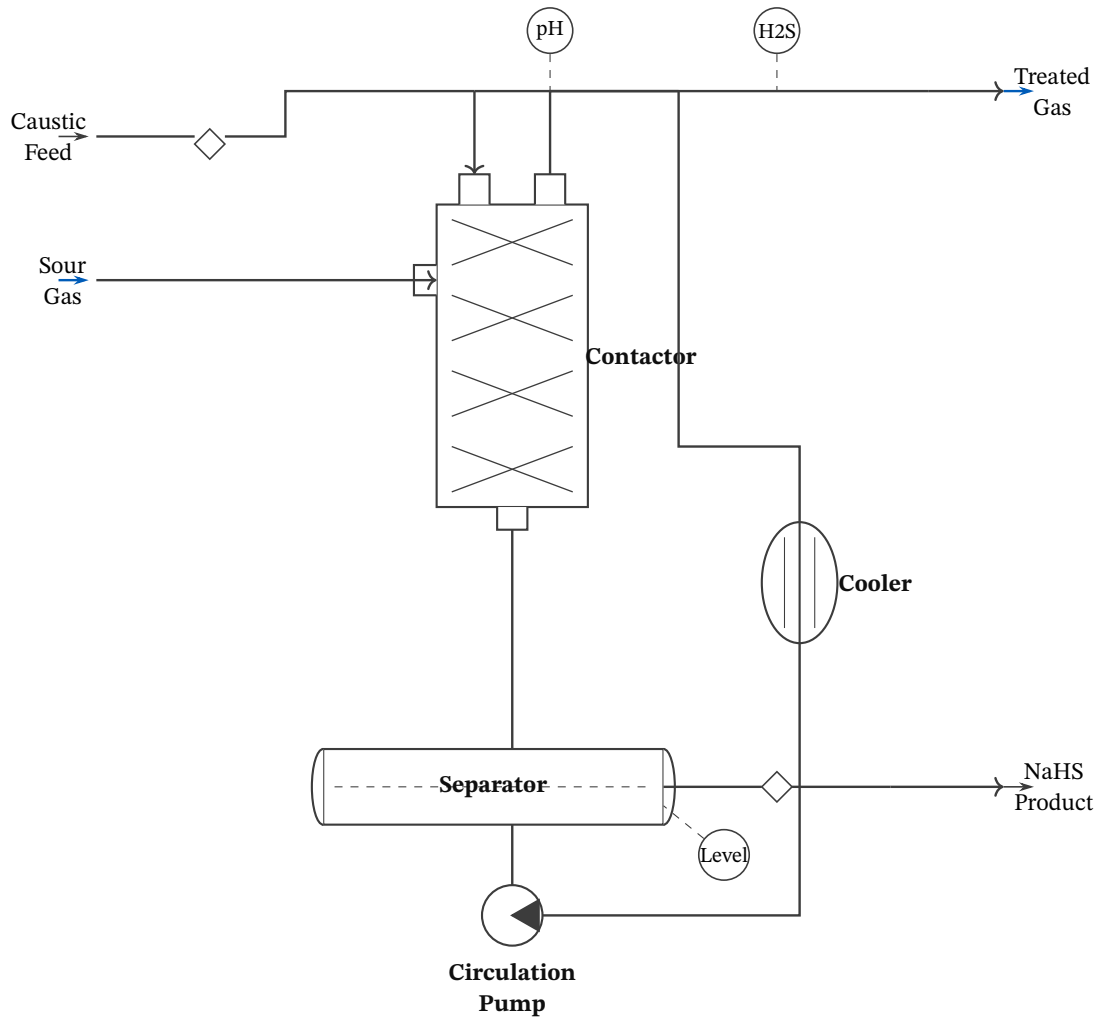 pH
H2S
Treated
Gas
Caustic
Feed
Sour
Gas
Contactor
Cooler
Separator
NaHS
Product
Level
Circulation
Pump